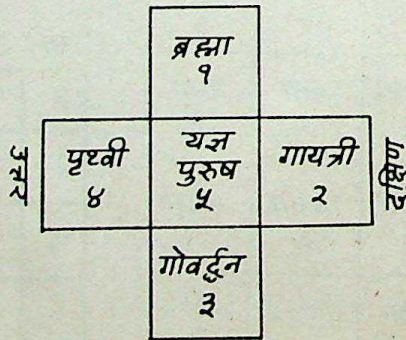 ब्रह्मा
१
उत्तर
पृथ्वी
४
यज्ञ
पुरुष
५
गायत्री
२
दक्षिण
गोवर्द्धन
३